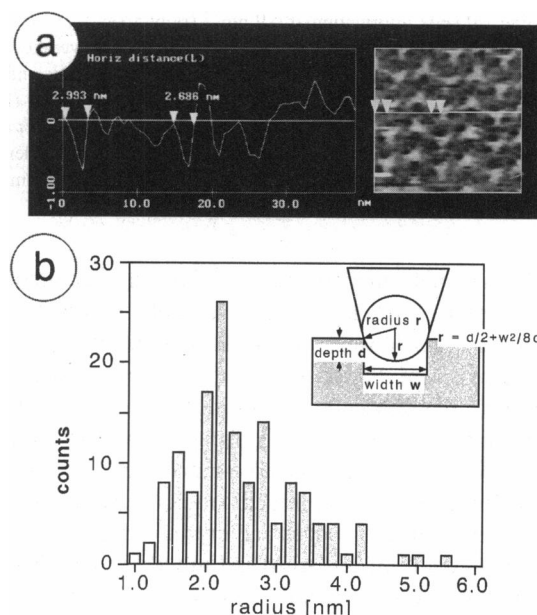 a
Horiz distance(L)
2.993 nm
2.686 nm
0
-1.00
0
10.0
20.0
30.0
nm
b
30
20
10
0
counts
radius r
r
r = d/2+w²/8d
depth d
width w
1.0
2.0
3.0
4.0
5.0
6.0
radius [nm]